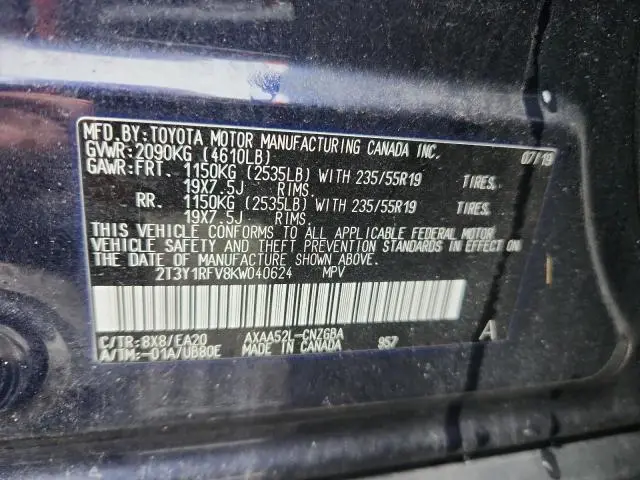 MFD.BY:TOYOTA MOTOR MANUFACTURING CANADA INC. 07/19
GVWR:2090KG (4610LB)
GAWR:FRT. 1150KG (2535LB) WITH 235/55R19 TIRES,
19X7.5J RIMS.
RR. 1150KG (2535LB) WITH 235/55R19 TIRES,
19X7.5J RIMS.
THIS VEHICLE CONFORMS TO ALL APPLICABLE FEDERAL MOTOR
VEHICLE SAFETY AND THEFT PREVENTION STANDARDS IN EFFECT ON
THE DATE OF MANUFACTURE SHOWN ABOVE.
2T3Y1RFV8KW040624 MPV
C/TR:8X8/EA20 AXAA52L-CNZGBA A
A/TM:-01A/UB80E MADE IN CANADA 957